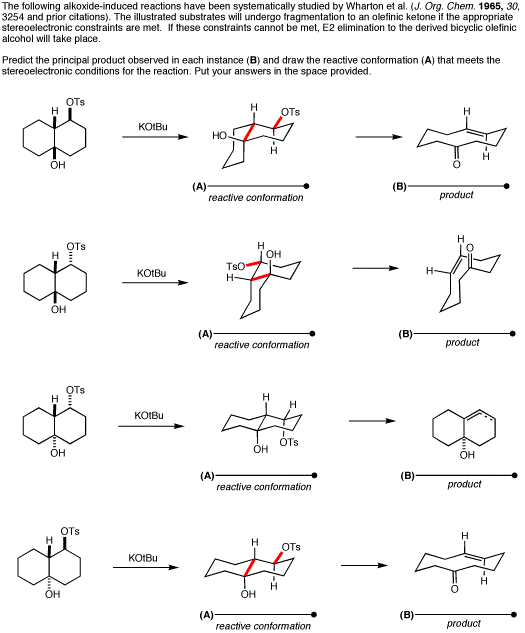 The following alkoxide-induced reactions have been systematically studied by Wharton et al. (J. Org. Chem. 1965, 30,
3254 and prior citations). The illustrated substrates will undergo fragmentation to an olefinic ketone if the appropriate
stereoelectronic constraints are met. If these constraints cannot be met, E2 elimination to the derived bicyclic olefinic
alcohol will take place.
Predict the principal product observed in each instance (B) and draw the reactive conformation (A) that meets the
stereoelectronic conditions for the reaction. Put your answers in the space provided.
OTs
H
OH
KOtBu
H
OTs
HO
H
O
H
H
(A)
reactive conformation
(B)
product
OTs
H
OH
KOtBu
H
OH
TsO
H
H
O
H
(A)
reactive conformation
(B)
product
OTs
H
OH
KOtBu
H
H
OH
OTs
OH
(A)
reactive conformation
(B)
product
OTs
H
OH
KOtBu
H
OTs
OH
H
H
O
H
(A)
reactive conformation
(B)
product